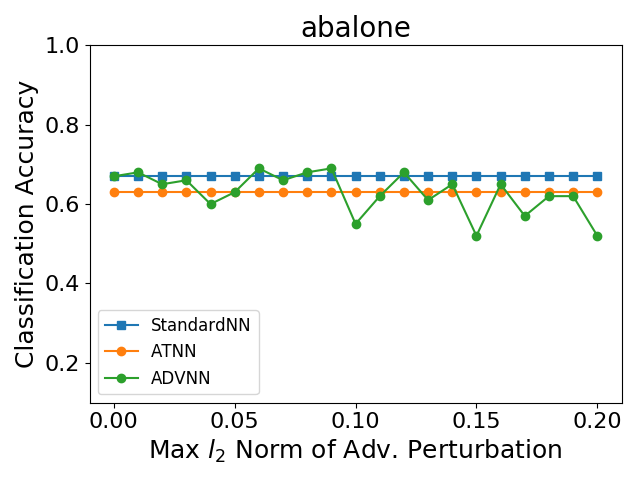 abalone
1.0
0.8
0.6
0.4
0.2
Classification Accuracy
StandardNN
ATNN
ADVNN
0.00 0.05 0.10 0.15 0.20
Max l₂ Norm of Adv. Perturbation